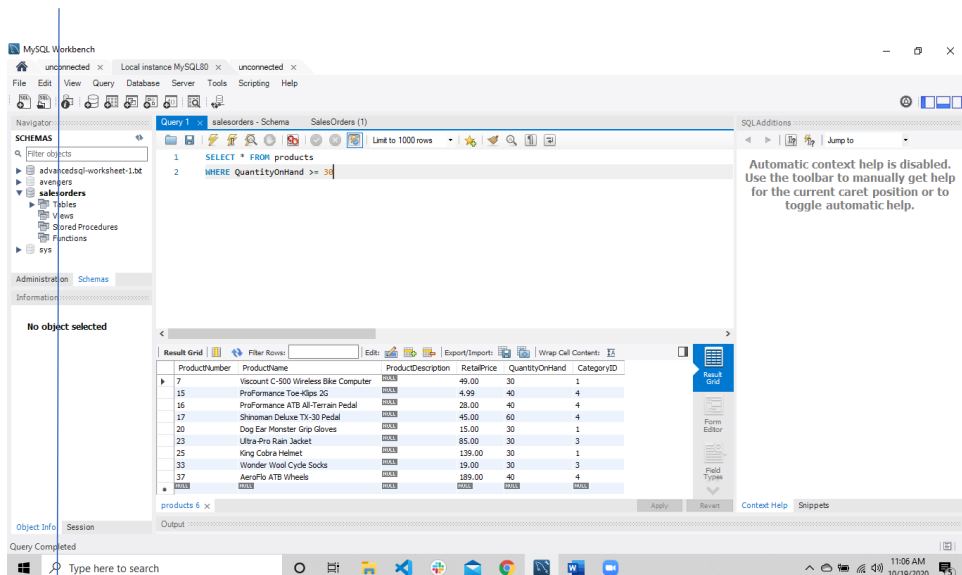 MySQL Workbench
unconnected × Local instance MySQL80 × unconnected ×
File Edit View Query Database Server Tools Scripting Help
Navigator
Query 1 × salesorders - Schema SalesOrders (1)
SQLAdditions
SCHEMAS
Limit to 1000 rows
Jump to
Filter objects
advancedsql-worksheet-1.txt
avengers
salesorders
Tables
Views
Stored Procedures
Functions
sys
1 SELECT * FROM products
2 WHERE QuantityOnHand >= 30
Automatic context help is disabled.
Use the toolbar to manually get help
for the current caret position or to
toggle automatic help.
Administration Schemas
Information
No object selected
Result Grid Filter Rows: Edit: Export/Import: Wrap Cell Content:
ProductNumber ProductName ProductDescription RetailPrice QuantityOnHand CategoryID
7 Viscount C-500 Wireless Bike Computer NULL 49.00 30 1
15 ProFormance Toe-Klips 2G NULL 4.99 40 4
16 ProFormance ATB All-Terrain Pedal NULL 28.00 40 4
17 Shinoman Deluxe TX-30 Pedal NULL 45.00 60 4
20 Dog Ear Monster Grip Gloves NULL 15.00 30 1
23 Ultra-Pro Rain Jacket NULL 85.00 30 3
25 King Cobra Helmet NULL 139.00 30 1
33 Wonder Wool Cycle Socks NULL 19.00 30 3
37 AeroFlo ATB Wheels NULL 189.00 40 4
NULL NULL NULL NULL NULL NULL
Result
Grid
Form
Editor
Field
Types
products 6 ×
Apply Revert
Context Help Snippets
Object Info Session
Output
Query Completed
Type here to search
11:06 AM
10/19/2020